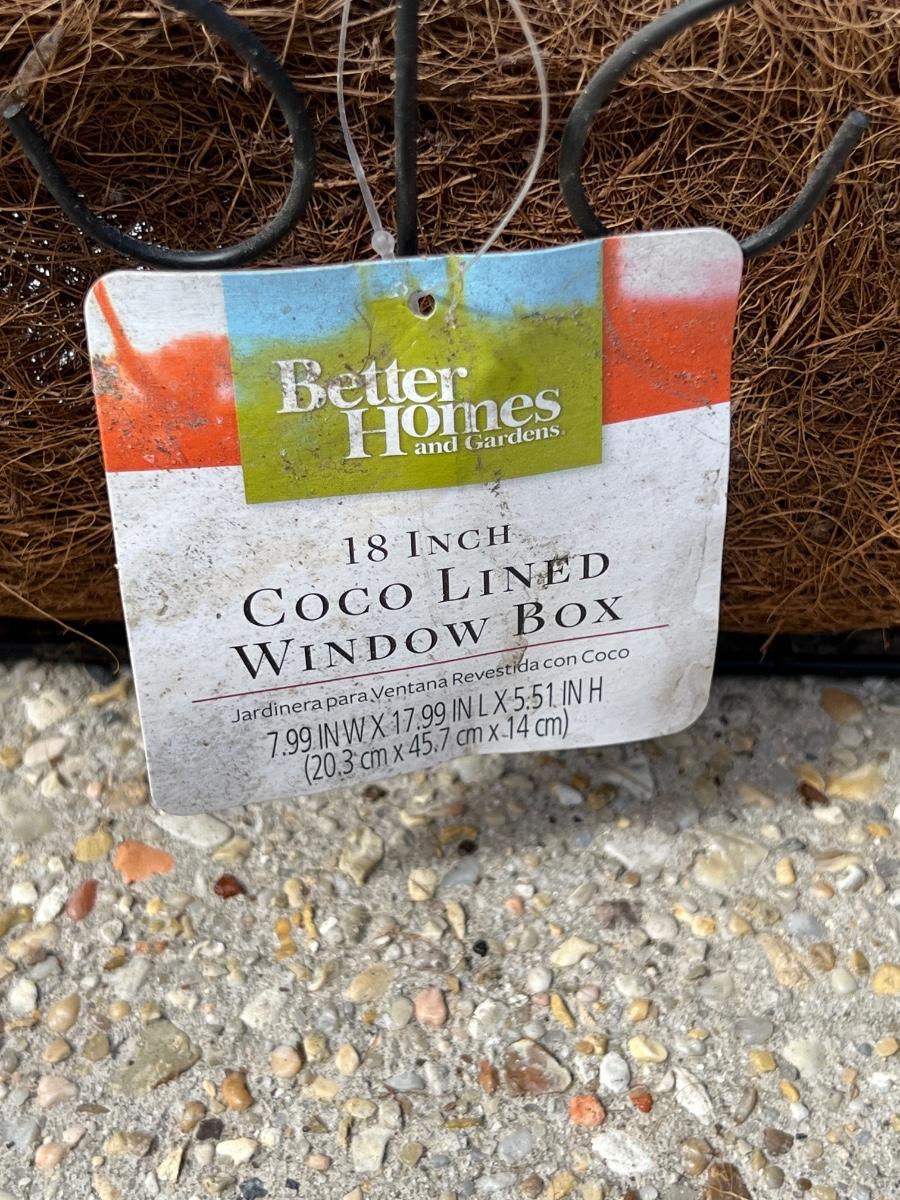 Better
Homes
and Gardens®
18 INCH
COCO LINED
WINDOW BOX
Jardinera para Ventana Revestida con Coco
7.99 IN W X 17.99 IN L X 5.51 IN H
(20.3 cm x 45.7 cm x 14 cm)